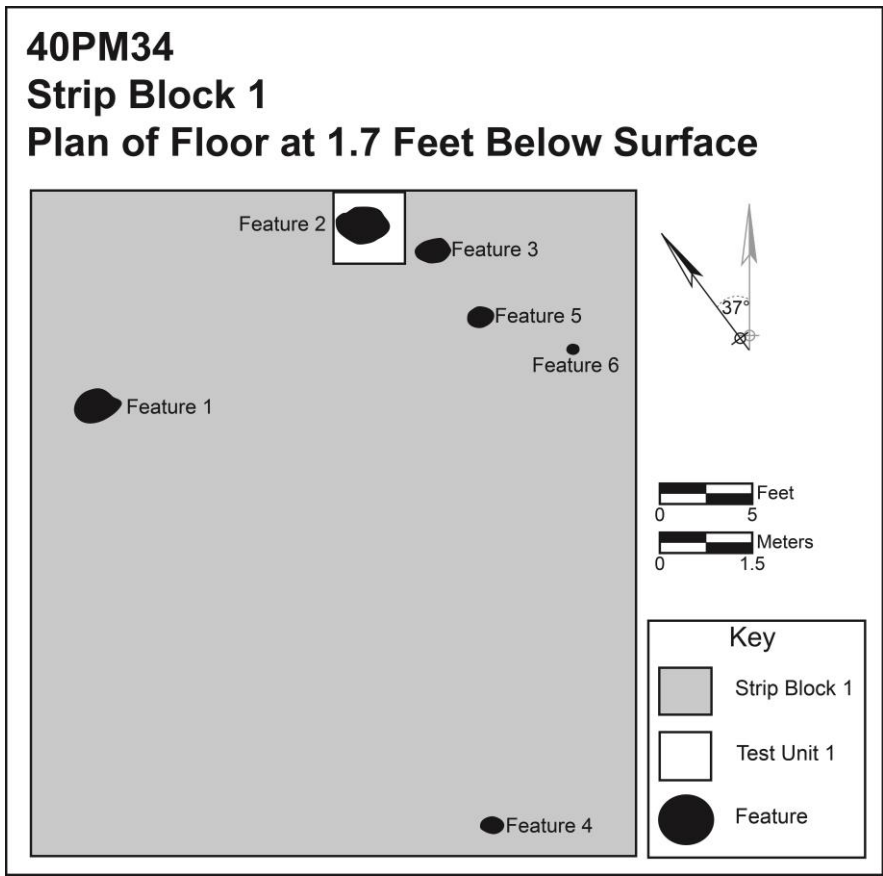 40PM34
Strip Block 1
Plan of Floor at 1.7 Feet Below Surface
Feature 2
Feature 3
Feature 5
Feature 6
Feature 1
Feature 4
37°
Feet
0 5
Meters
0 1.5
Key
Strip Block 1
Test Unit 1
Feature